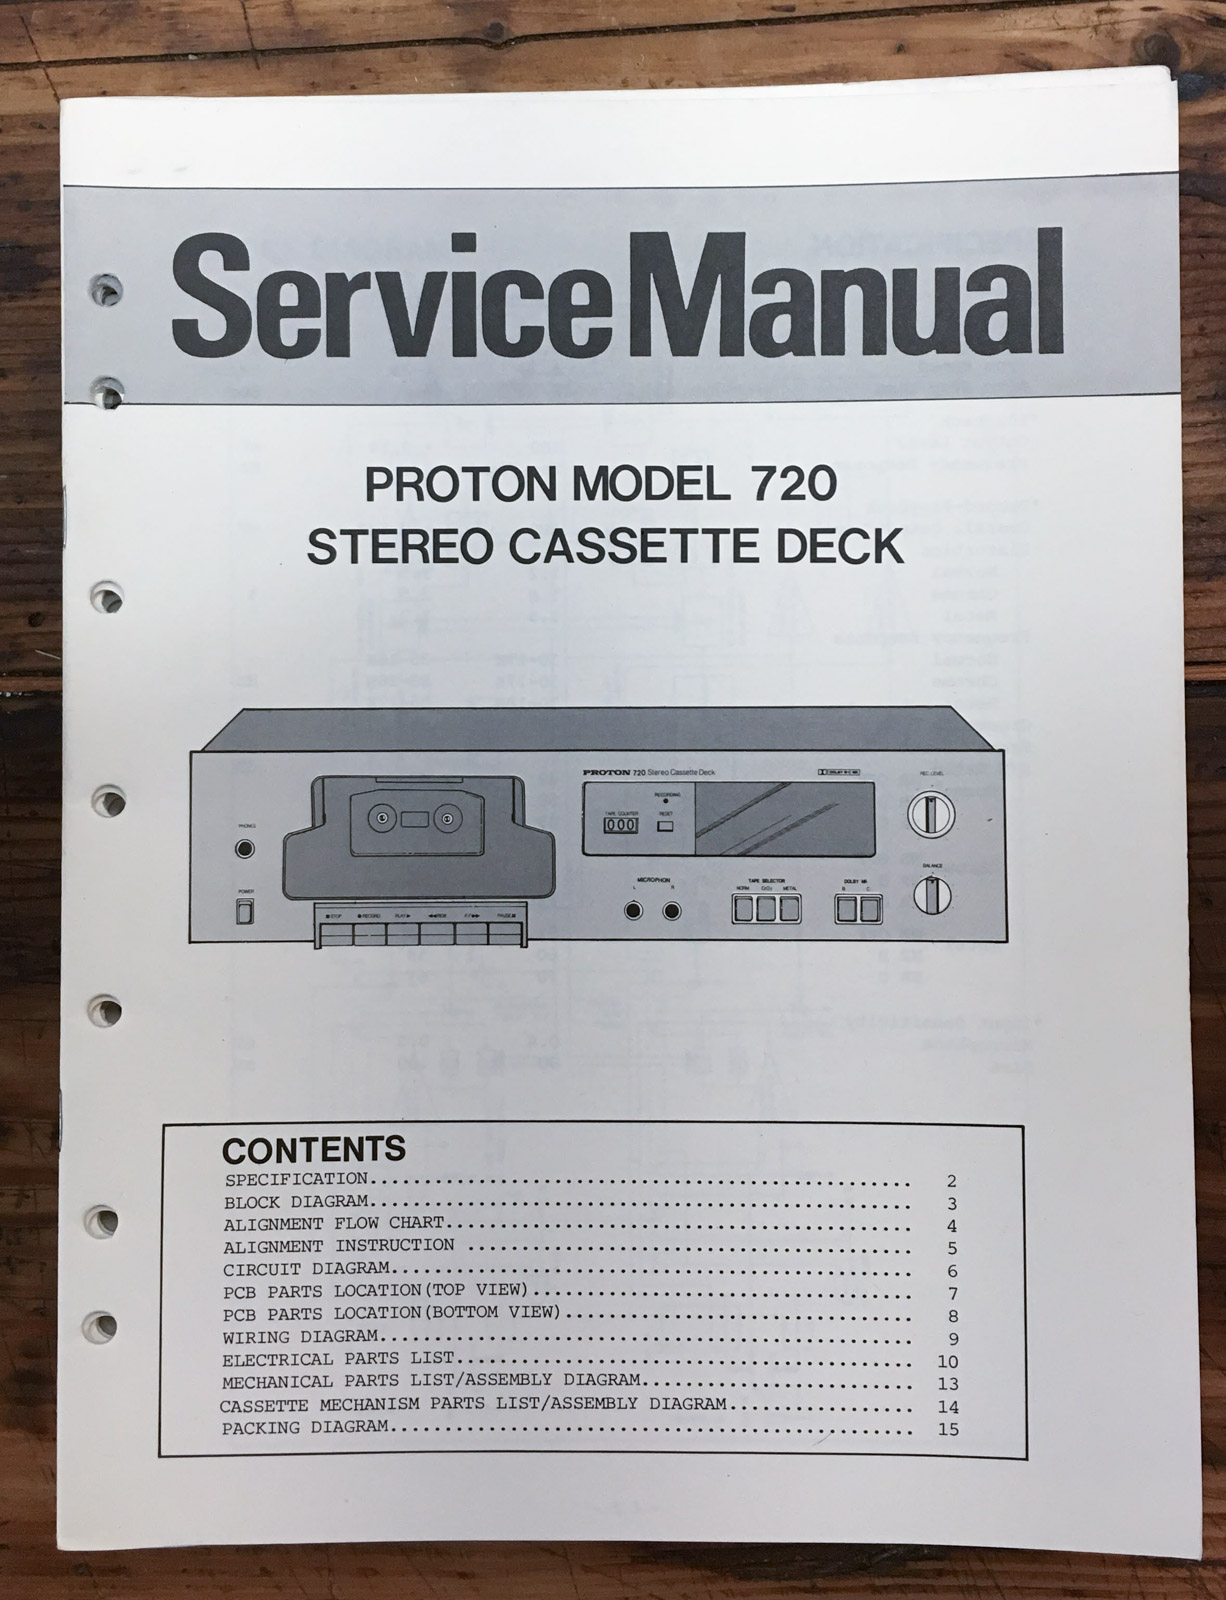 Service Manual
PROTON MODEL 720
STEREO CASSETTE DECK
PROTON 720 Stereo Cassette Deck
DOLBY B-C NR
REC LEVEL
RECORDING
TAPE COUNTER
RESET
000
PHONES
POWER
BALANCE
MICROPHON
L R
TAPE SELECTOR
NORM CrO2 METAL
DOLBY NR
B C
STOP RECORD PLAY REW F.F PAUSE
CONTENTS
SPECIFICATION.................................................. 2
BLOCK DIAGRAM.................................................. 3
ALIGNMENT FLOW CHART........................................... 4
ALIGNMENT INSTRUCTION ......................................... 5
CIRCUIT DIAGRAM................................................ 6
PCB PARTS LOCATION(TOP VIEW)................................... 7
PCB PARTS LOCATION(BOTTOM VIEW)................................ 8
WIRING DIAGRAM................................................. 9
ELECTRICAL PARTS LIST.......................................... 10
MECHANICAL PARTS LIST/ASSEMBLY DIAGRAM......................... 13
CASSETTE MECHANISM PARTS LIST/ASSEMBLY DIAGRAM................. 14
PACKING DIAGRAM................................................ 15